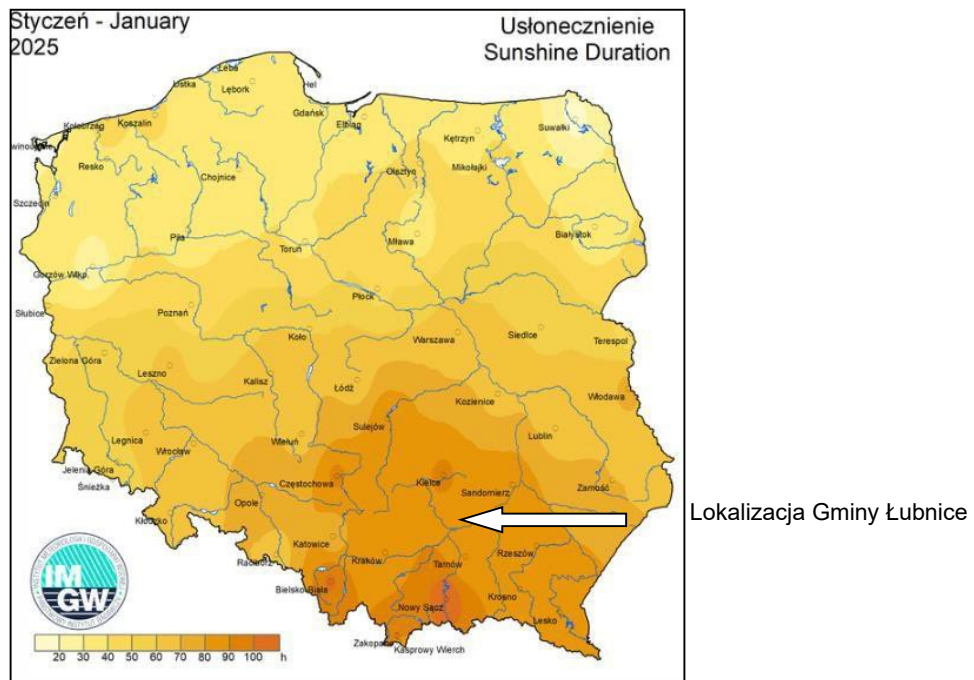 Styczeń - January
2025
Usłonecznienie
Sunshine Duration
Łeba
Ustka
Lębork
Hel
Gdańsk
Kołobrzeg
Koszalin
Elbląg
Suwałki
Kętrzyn
Resko
Chojnice
Olsztyn
Mikołajki
Szczecin
Piła
Toruń
Mława
Białystok
Gorzów Wlkp.
Słubice
Poznań
Płock
Koło
Warszawa
Siedlce
Terespol
Zielona Góra
Leszno
Kalisz
Łódź
Kozienice
Włodawa
Sulejów
Legnica
Wrocław
Wieluń
Lublin
Jelenia Góra
Śnieżka
Częstochowa
Kielce
Sandomierz
Zamość
Opole
Kłodzko
Lokalizacja Gminy Łubnice
Katowice
Racibórz
Kraków
Tarnów
Rzeszów
Bielsko-Biała
Nowy Sącz
Krosno
Lesko
Zakopane
Kasprowy Wierch
IM
GW
20 30 40 50 60 70 80 90 100 h